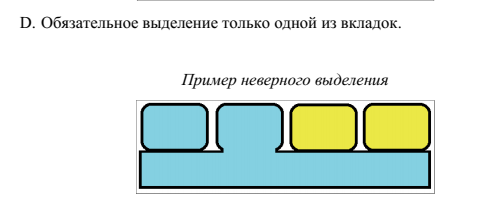 D. Обязательное выделение только одной из вкладок.
Пример неверного выделения